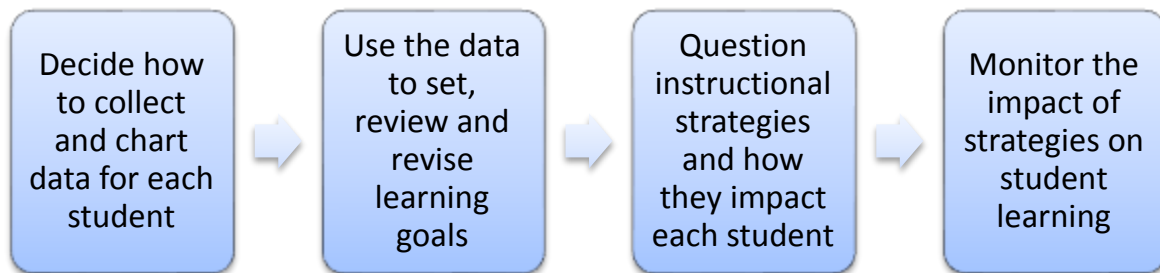 Decide how
to collect
and chart
data for each
student
Use the data
to set,
review and
revise
learning
goals
Question
instructional
strategies
and how
they impact
each student
Monitor the
impact of
strategies on
student
learning